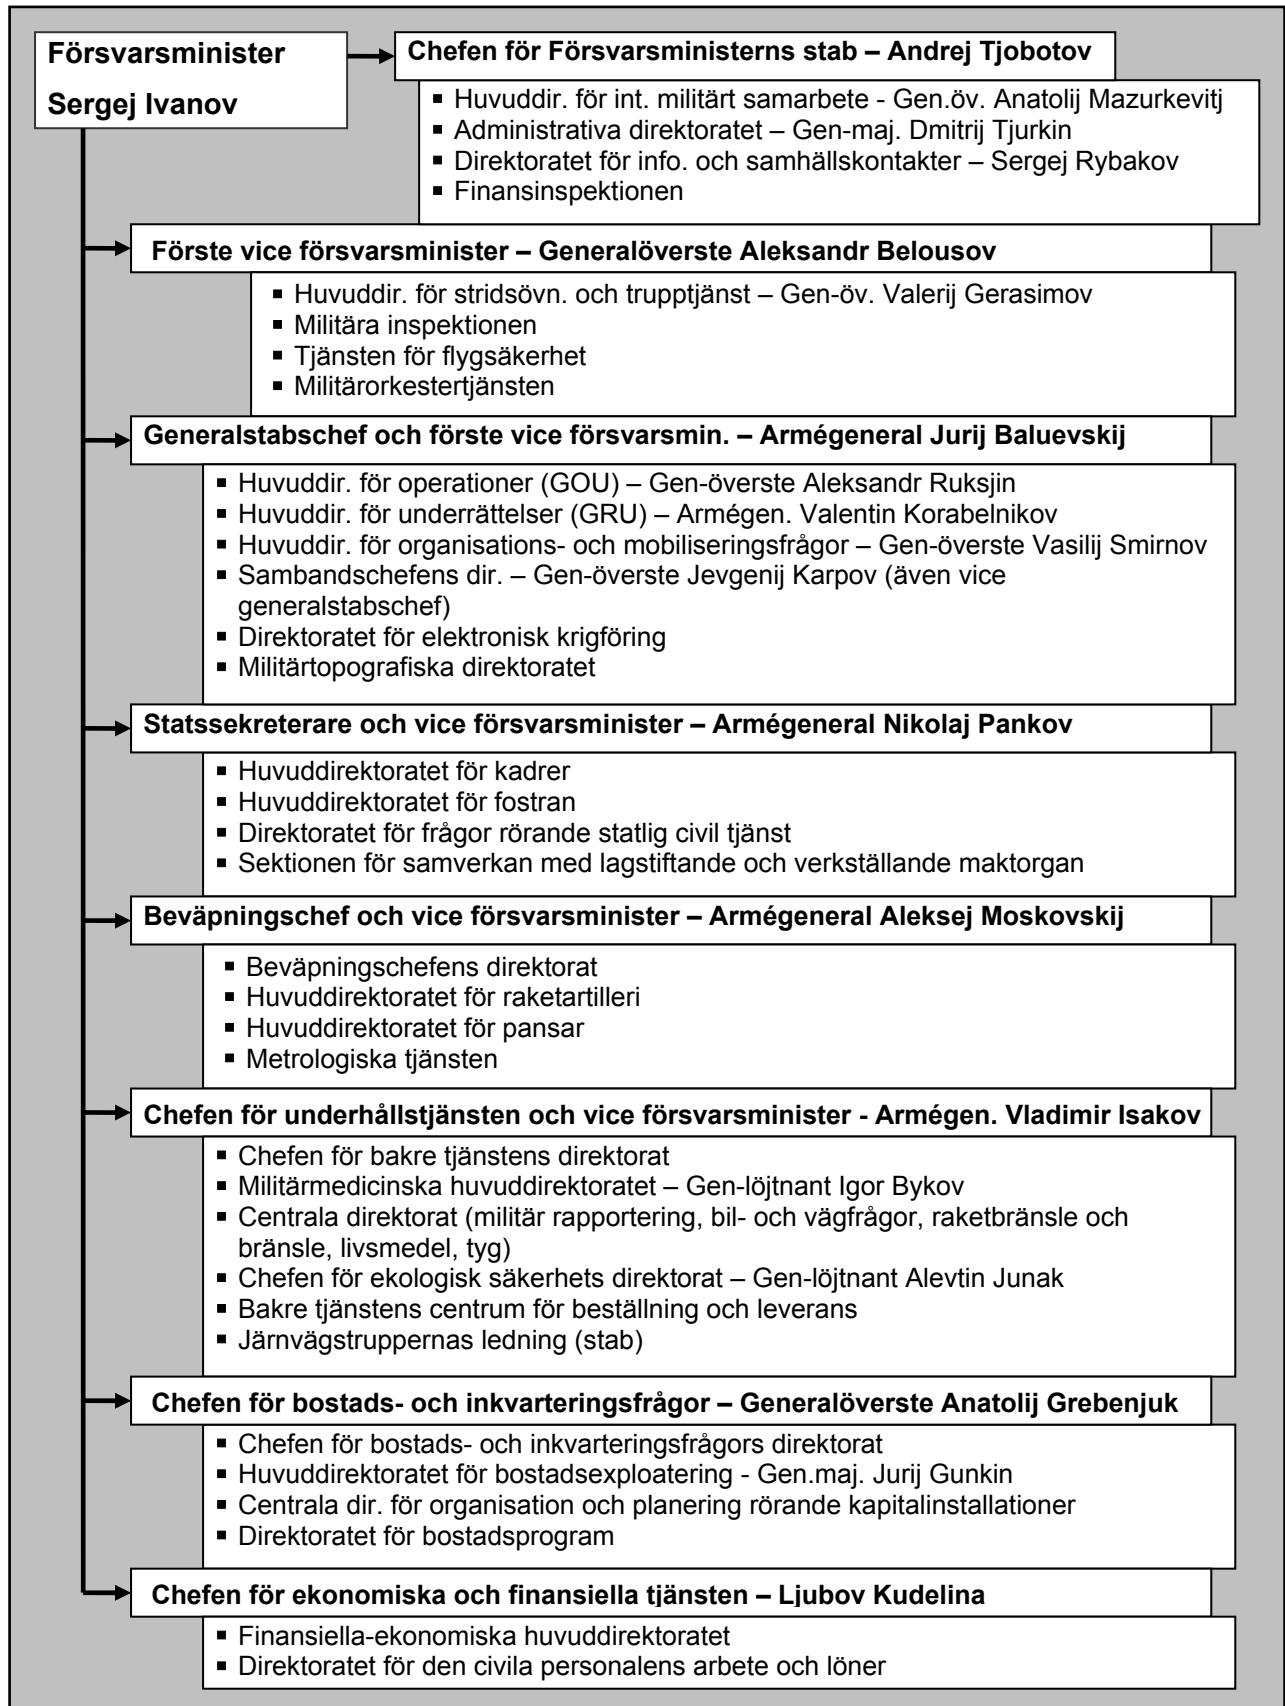 Försvarsminister
Sergej Ivanov
Chefen för Försvarsministerns stab – Andrej Tjobotov
▪ Huvuddir. för int. militärt samarbete - Gen.öv. Anatolij Mazurkevitj
▪ Administrativa direktoratet – Gen-maj. Dmitrij Tjurkin
▪ Direktoratet för info. och samhällskontakter – Sergej Rybakov
▪ Finansinspektionen
Förste vice försvarsminister – Generalöverste Aleksandr Belousov
▪ Huvuddir. för stridsövn. och trupptjänst – Gen-öv. Valerij Gerasimov
▪ Militära inspektionen
▪ Tjänsten för flygsäkerhet
▪ Militärorkestertjänsten
Generalstabschef och förste vice försvarsmin. – Armégeneral Jurij Baluevskij
▪ Huvuddir. för operationer (GOU) – Gen-överste Aleksandr Ruksjin
▪ Huvuddir. för underrättelser (GRU) – Armégen. Valentin Korabelnikov
▪ Huvuddir. för organisations- och mobiliseringsfrågor – Gen-överste Vasilij Smirnov
▪ Sambandschefens dir. – Gen-överste Jevgenij Karpov (även vice
generalstabschef)
▪ Direktoratet för elektronisk krigföring
▪ Militärtopografiska direktoratet
Statssekreterare och vice försvarsminister – Armégeneral Nikolaj Pankov
▪ Huvuddirektoratet för kadrer
▪ Huvuddirektoratet för fostran
▪ Direktoratet för frågor rörande statlig civil tjänst
▪ Sektionen för samverkan med lagstiftande och verkställande maktorgan
Beväpningschef och vice försvarsminister – Armégeneral Aleksej Moskovskij
▪ Beväpningschefens direktorat
▪ Huvuddirektoratet för raketartilleri
▪ Huvuddirektoratet för pansar
▪ Metrologiska tjänsten
Chefen för underhållstjänsten och vice försvarsminister - Armégen. Vladimir Isakov
▪ Chefen för bakre tjänstens direktorat
▪ Militärmedicinska huvuddirektoratet – Gen-löjtnant Igor Bykov
▪ Centrala direktorat (militär rapportering, bil- och vägfrågor, raketbränsle och
bränsle, livsmedel, tyg)
▪ Chefen för ekologisk säkerhets direktorat – Gen-löjtnant Alevtin Junak
▪ Bakre tjänstens centrum för beställning och leverans
▪ Järnvägstruppernas ledning (stab)
Chefen för bostads- och inkvarteringsfrågor – Generalöverste Anatolij Grebenjuk
▪ Chefen för bostads- och inkvarteringsfrågors direktorat
▪ Huvuddirektoratet för bostadsexploatering - Gen.maj. Jurij Gunkin
▪ Centrala dir. för organisation och planering rörande kapitalinstallationer
▪ Direktoratet för bostadsprogram
Chefen för ekonomiska och finansiella tjänsten – Ljubov Kudelina
▪ Finansiella-ekonomiska huvuddirektoratet
▪ Direktoratet för den civila personalens arbete och löner